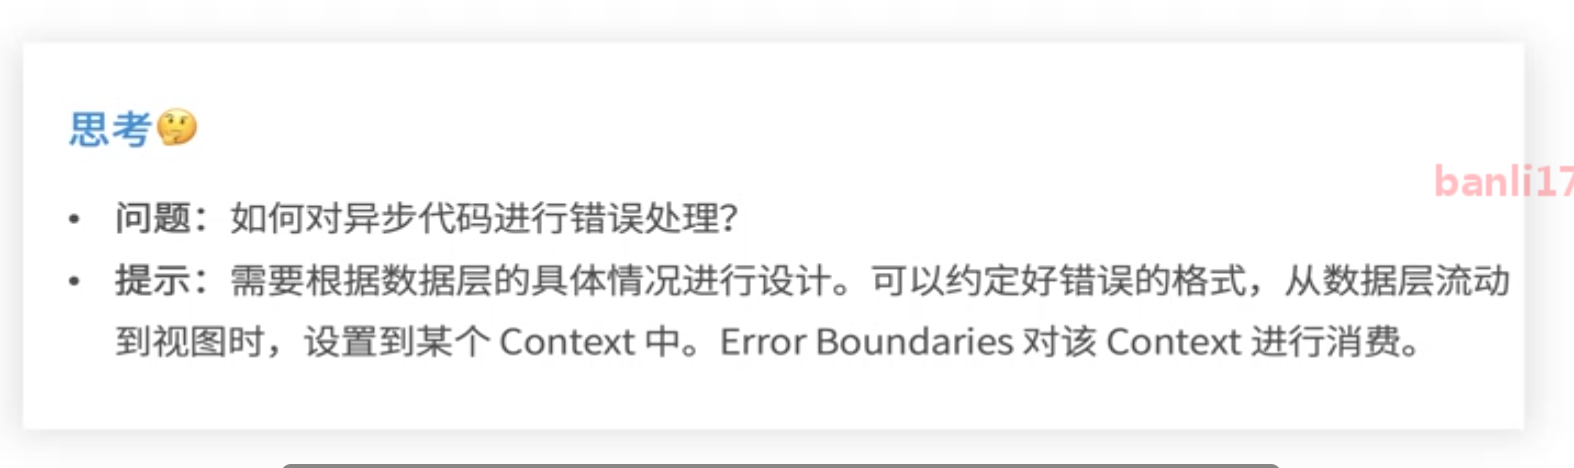 思考🤔
banli17
• 问题：如何对异步代码进行错误处理？
• 提示：需要根据数据层的具体情况进行设计。可以约定好错误的格式，从数据层流动
到视图时，设置到某个 Context 中。Error Boundaries 对该 Context 进行消费。